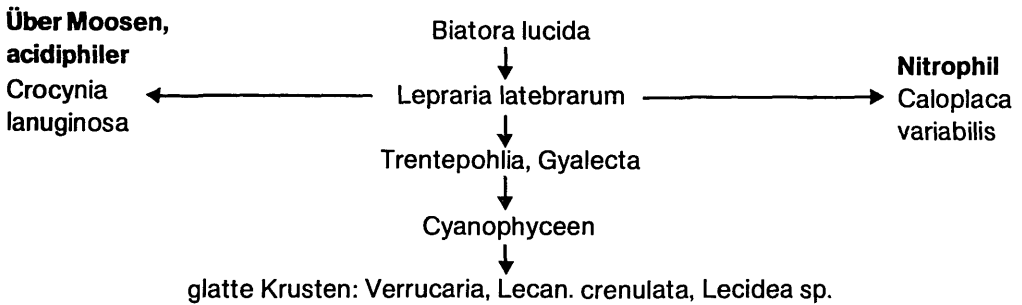 Über Moosen,
acidiphiler
Crocynia
lanuginosa
Biatora lucida
Lepraria latebrarum
Nitrophil
Caloplaca
variabilis
Trentepohlia, Gyalecta
Cyanophyceen
glatte Krusten: Verrucaria, Lecan. crenulata, Lecidea sp.